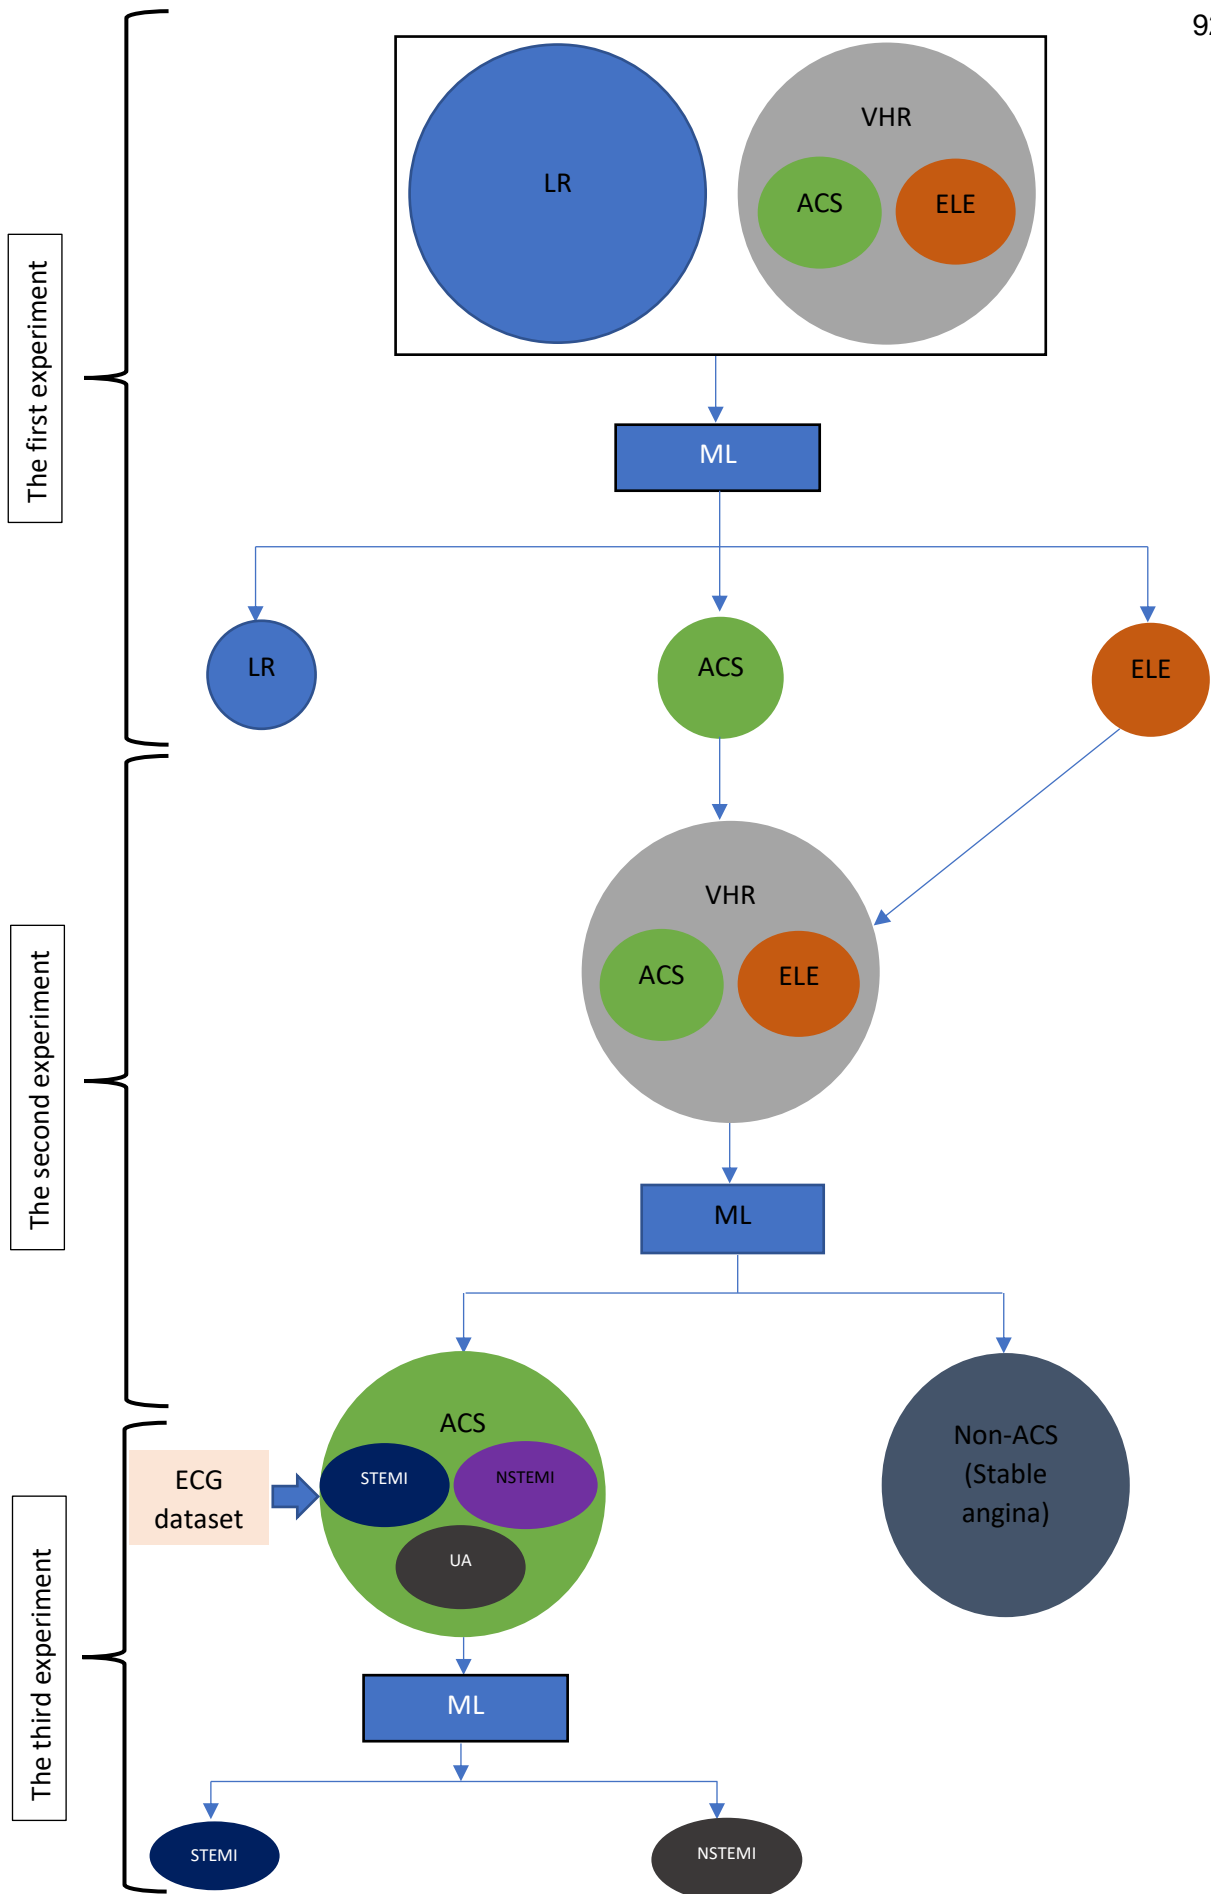 LR
VHR
ACS
ELE
The first experiment
ML
LR
ACS
ELE
VHR
ACS
ELE
The second experiment
ML
ACS
STEMI
NSTEMI
UA
Non-ACS
(Stable
angina)
ECG
dataset
The third experiment
ML
STEMI
NSTEMI